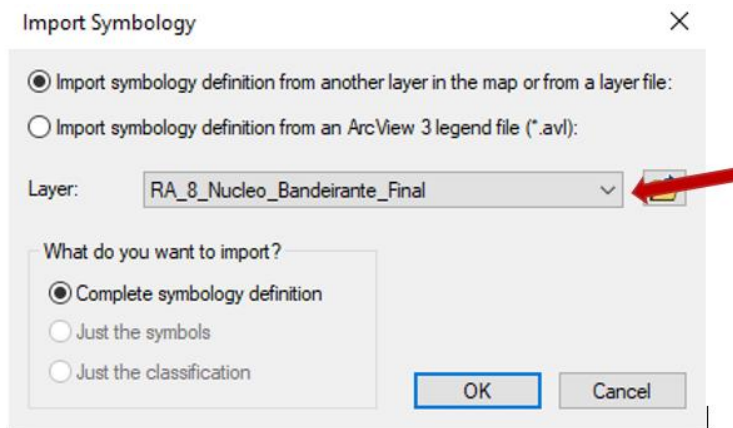 Import Symbology
Import symbology definition from another layer in the map or from a layer file:
Import symbology definition from an ArcView 3 legend file (*.avl):
Layer: RA_8_Nucleo_Bandeirante_Final
What do you want to import?
Complete symbology definition
Just the symbols
Just the classification
OK Cancel